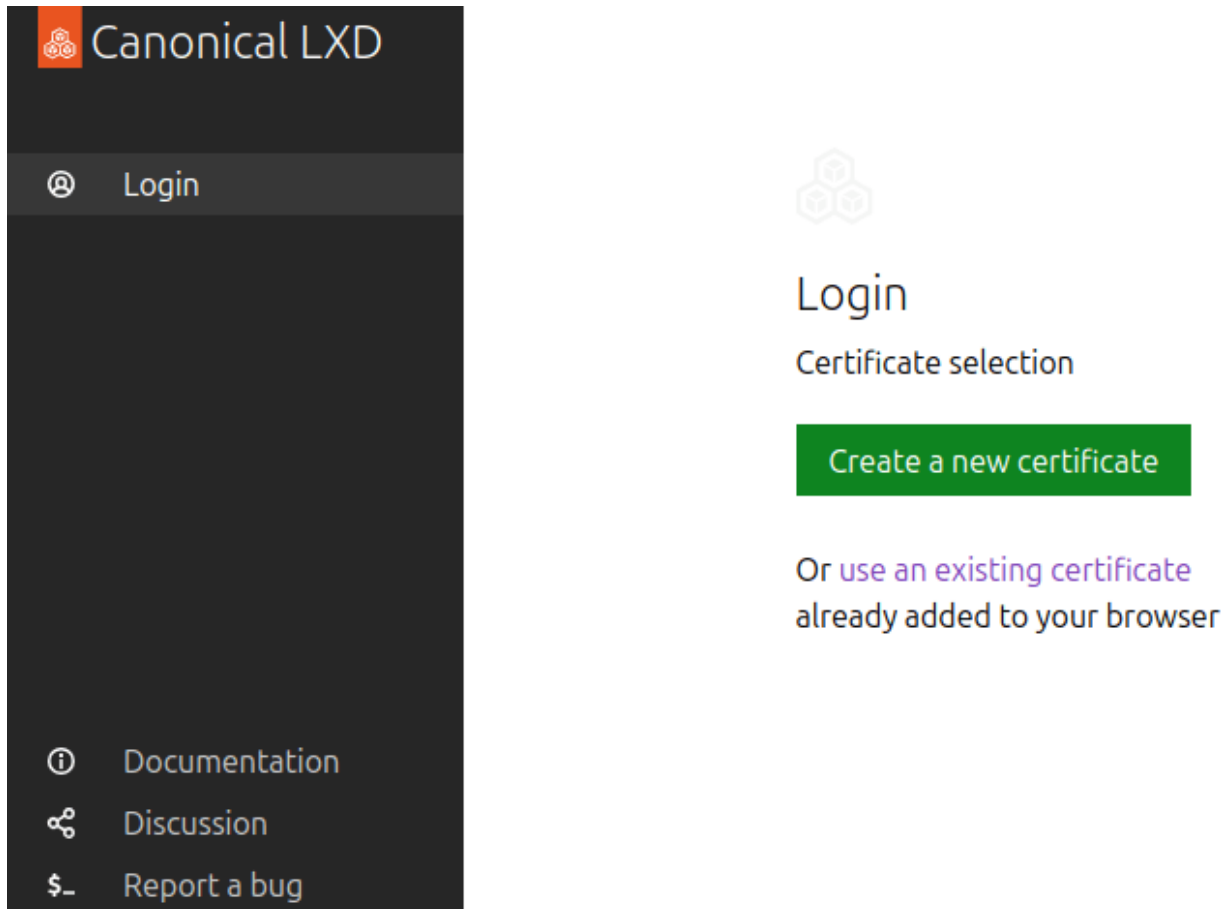 Canonical LXD
Login
Documentation
Discussion
$_ Report a bug
Login
Certificate selection
Create a new certificate
Or use an existing certificate
already added to your browser